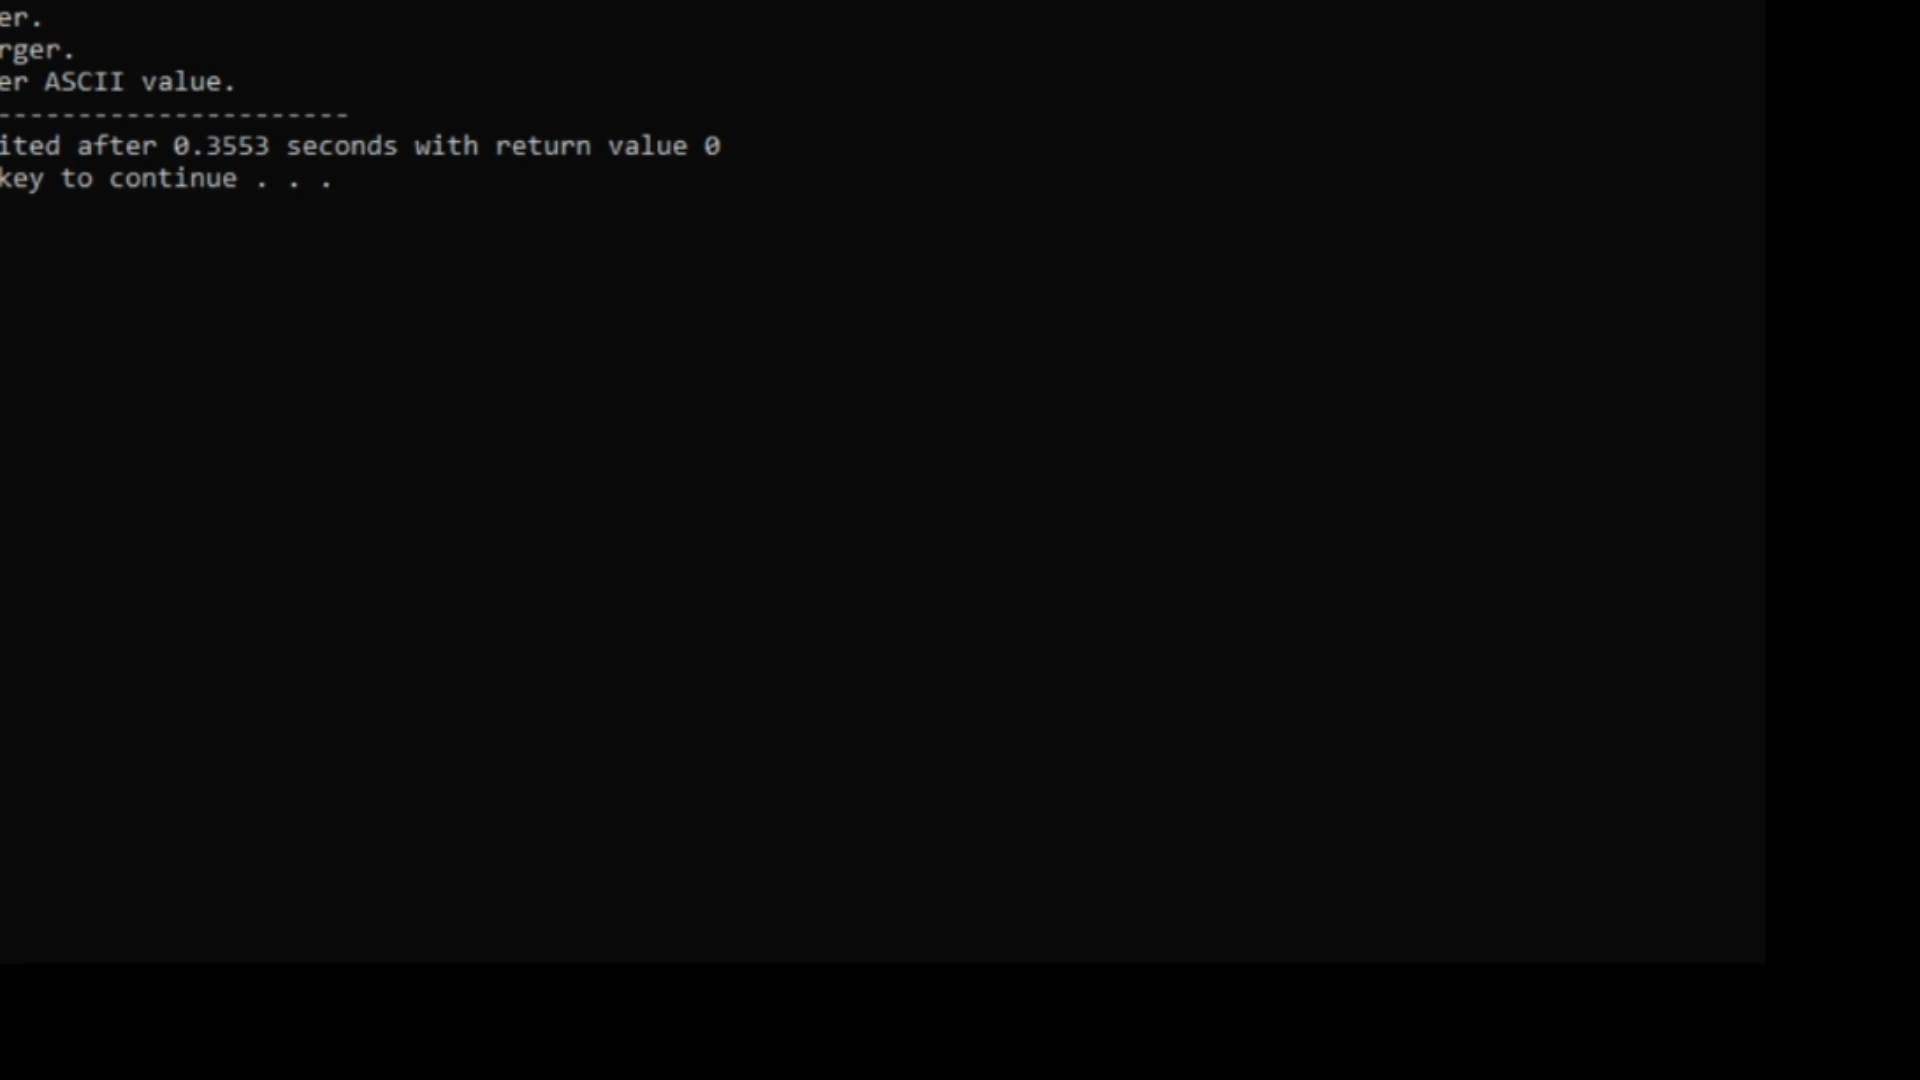 er.
rger.
er ASCII value.
----------------------
ited after 0.3553 seconds with return value 0
key to continue . . .